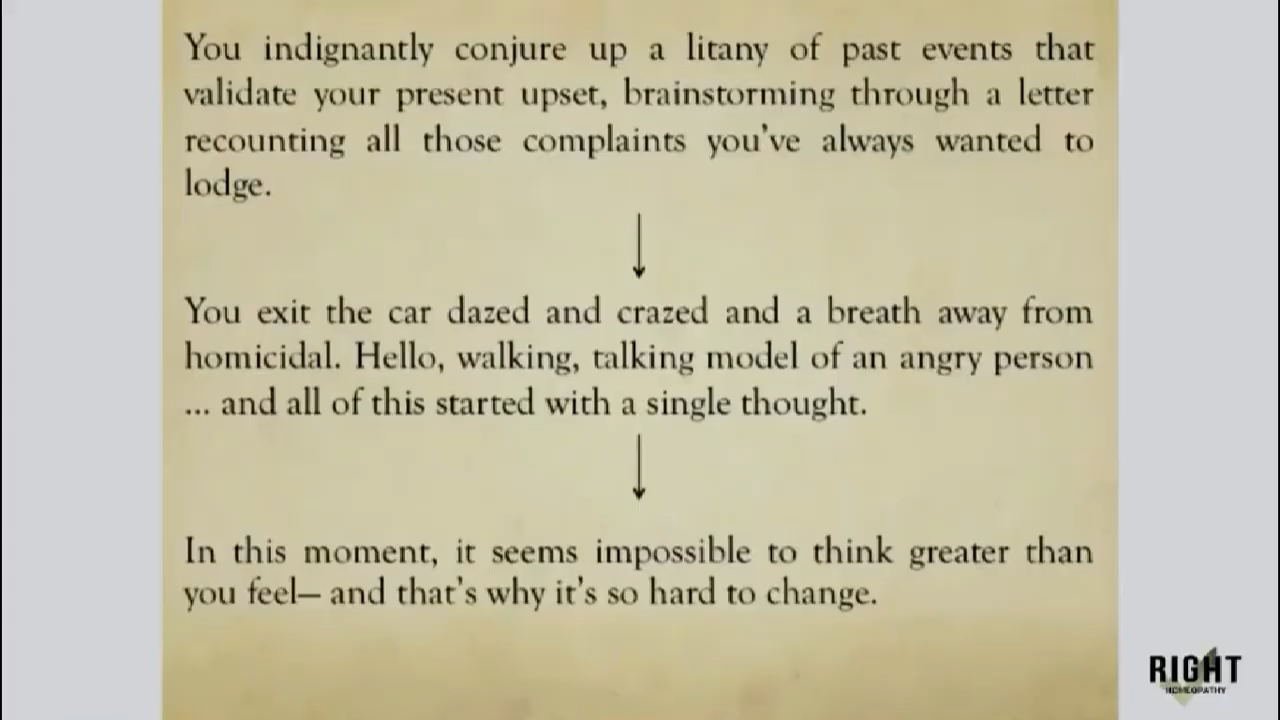 You indignantly conjure up a litany of past events that
validate your present upset, brainstorming through a letter
recounting all those complaints you've always wanted to
lodge.
You exit the car dazed and crazed and a breath away from
homicidal. Hello, walking, talking model of an angry person
... and all of this started with a single thought.
In this moment, it seems impossible to think greater than
you feel– and that's why it's so hard to change.
RIGHT
HOMEOPATHY